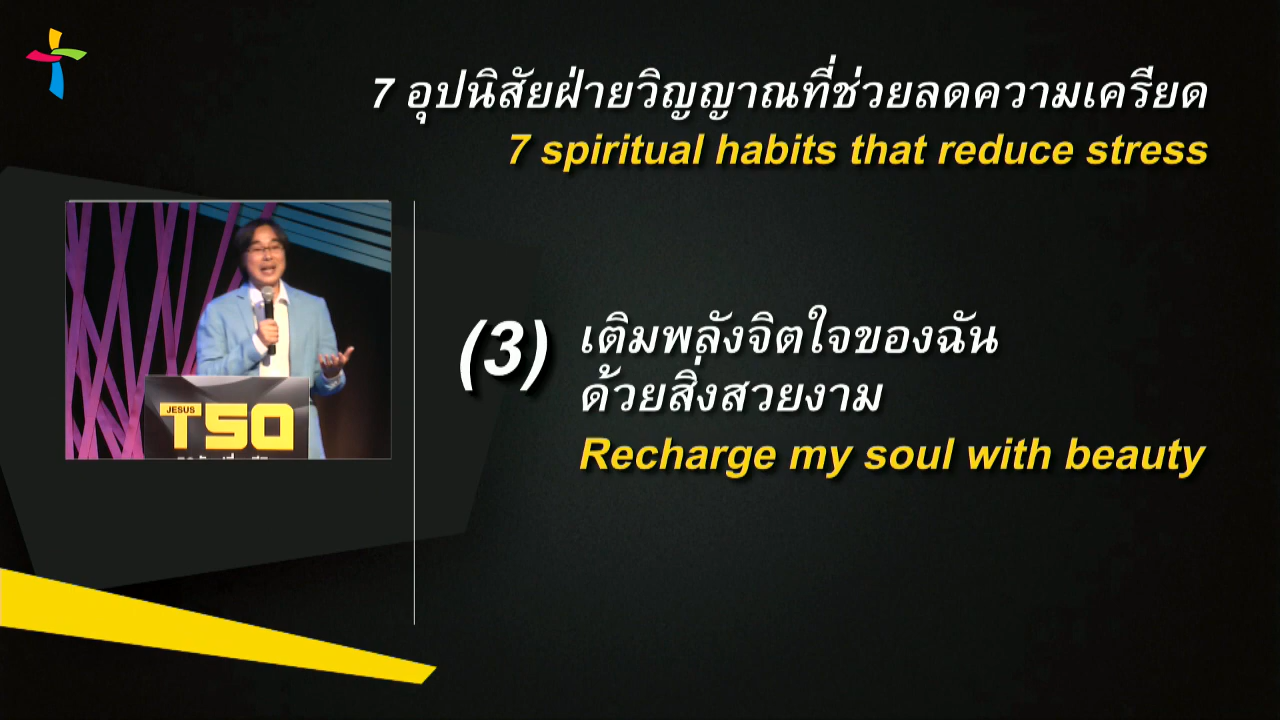 7 อุปนิสัยฝ่ายวิญญาณที่ช่วยลดความเครียด
7 spiritual habits that reduce stress
(3) เติมพลังจิตใจของฉัน
ด้วยสิ่งสวยงาม
Recharge my soul with beauty
JESUS
T50